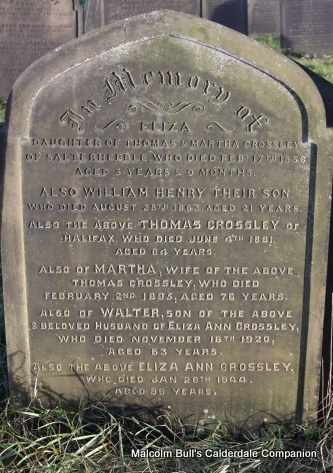 In Memory of
ELIZA
DAUGHTER OF THOMAS & MARTHA CROSSLEY
OF SALTERHEBBLE WHO DIED FEBY 17TH 1856
AGED 3 YEARS & 9 MONTHS.
ALSO WILLIAM HENRY THEIR SON
WHO DIED AUGUST 28TH 1863, AGED 21 YEARS.
ALSO THE ABOVE THOMAS CROSSLEY OF
HALIFAX, WHO DIED JUNE 4TH 1881,
AGED 64 YEARS.
ALSO OF MARTHA, WIFE OF THE ABOVE
THOMAS CROSSLEY, WHO DIED
FEBRUARY 2ND 1895, AGED 76 YEARS.
ALSO OF WALTER, SON OF THE ABOVE
& BELOVED HUSBAND OF ELIZA ANN CROSSLEY,
WHO DIED NOVEMBER 18TH 1920,
AGED 63 YEARS.
ALSO THE ABOVE ELIZA ANN CROSSLEY,
WHO DIED JAN 26TH 1944,
AGED YEARS.
Malcolm Bull's Calderdale Companion